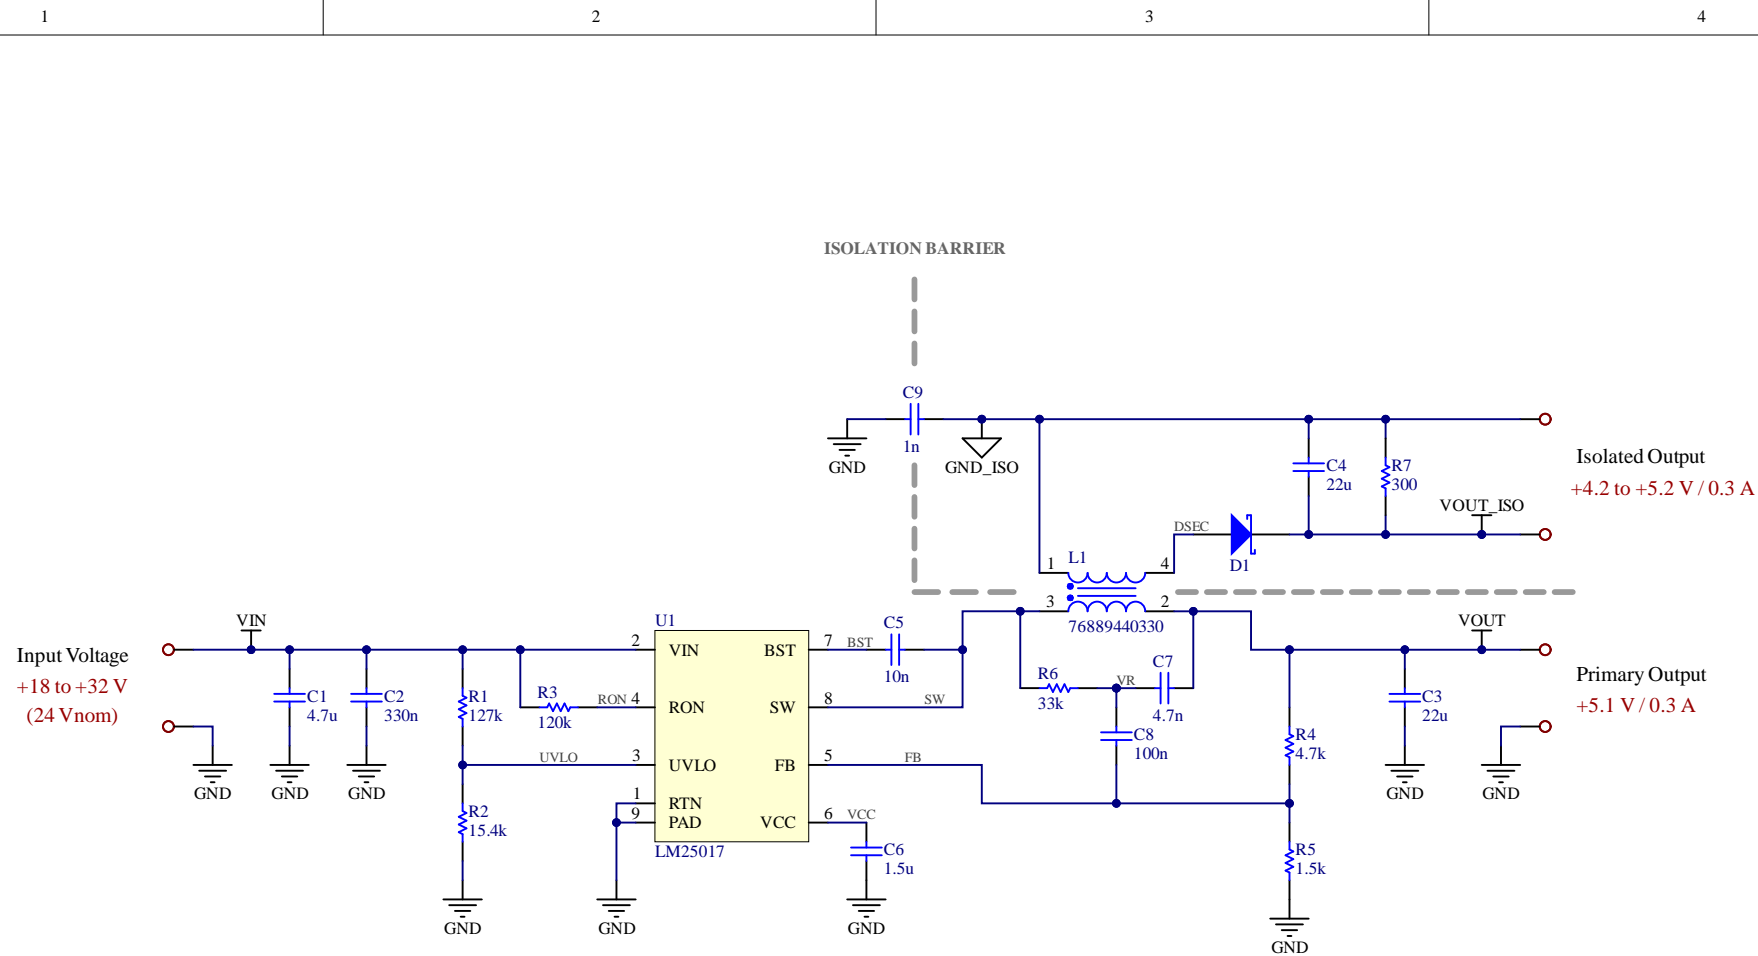 1
2
3
4
ISOLATION BARRIER
C9
1n
GND
GND_ISO
C4
22u
R7
300
Isolated Output
+4.2 to +5.2 V / 0.3 A
VOUT_ISO
DSEC
D1
1
L1
4
3
2
76889440330
VIN
Input Voltage
+18 to +32 V
(24 Vnom)
GND
C1
4.7u
GND
C2
330n
GND
R1
127k
R2
15.4k
GND
R3
120k
RON
UVLO
U1
2
VIN
4
RON
3
UVLO
1
RTN
9
PAD
LM25017
GND
BST
7
BST
SW
8
SW
FB
5
FB
VCC
6
VCC
C5
10n
C6
1.5u
GND
R6
33k
VR
C7
4.7n
C8
100n
R4
4.7k
R5
1.5k
GND
C3
22u
GND
VOUT
Primary Output
+5.1 V / 0.3 A
GND